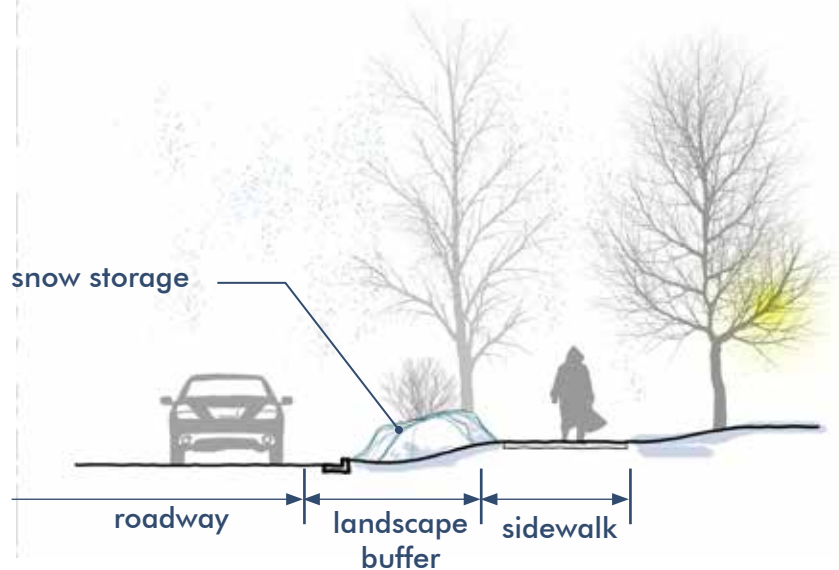 snow storage
roadway
landscape
buffer
sidewalk